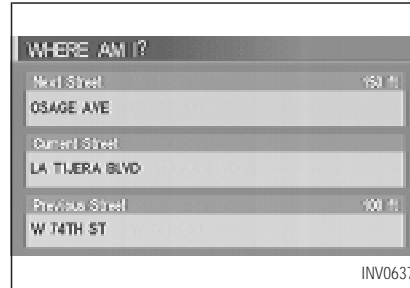 WHERE AM I?
Next Street 150 ft
OSAGE AVE
Current Street
LA TIJERA BLVD
Previous Street 100 ft
W 74TH ST
INV0637